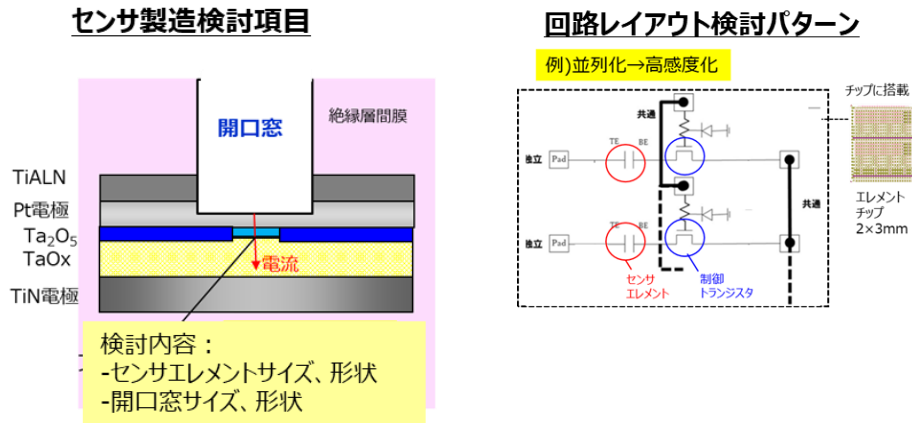 センサ製造検討項目
開口窓
絶縁層間膜
TiALN
Pt電極
Ta2O5
TaOx
TiN電極
電流
検討内容：
-センサエレメントサイズ、形状
-開口窓サイズ、形状
回路レイアウト検討パターン
例)並列化→高感度化
チップに搭載
共通
TE
BE
独立
Pad
共通
TE
BE
独立
Pad
センサ
エレメント
制御
トランジスタ
エレメント
チップ
2×3mm